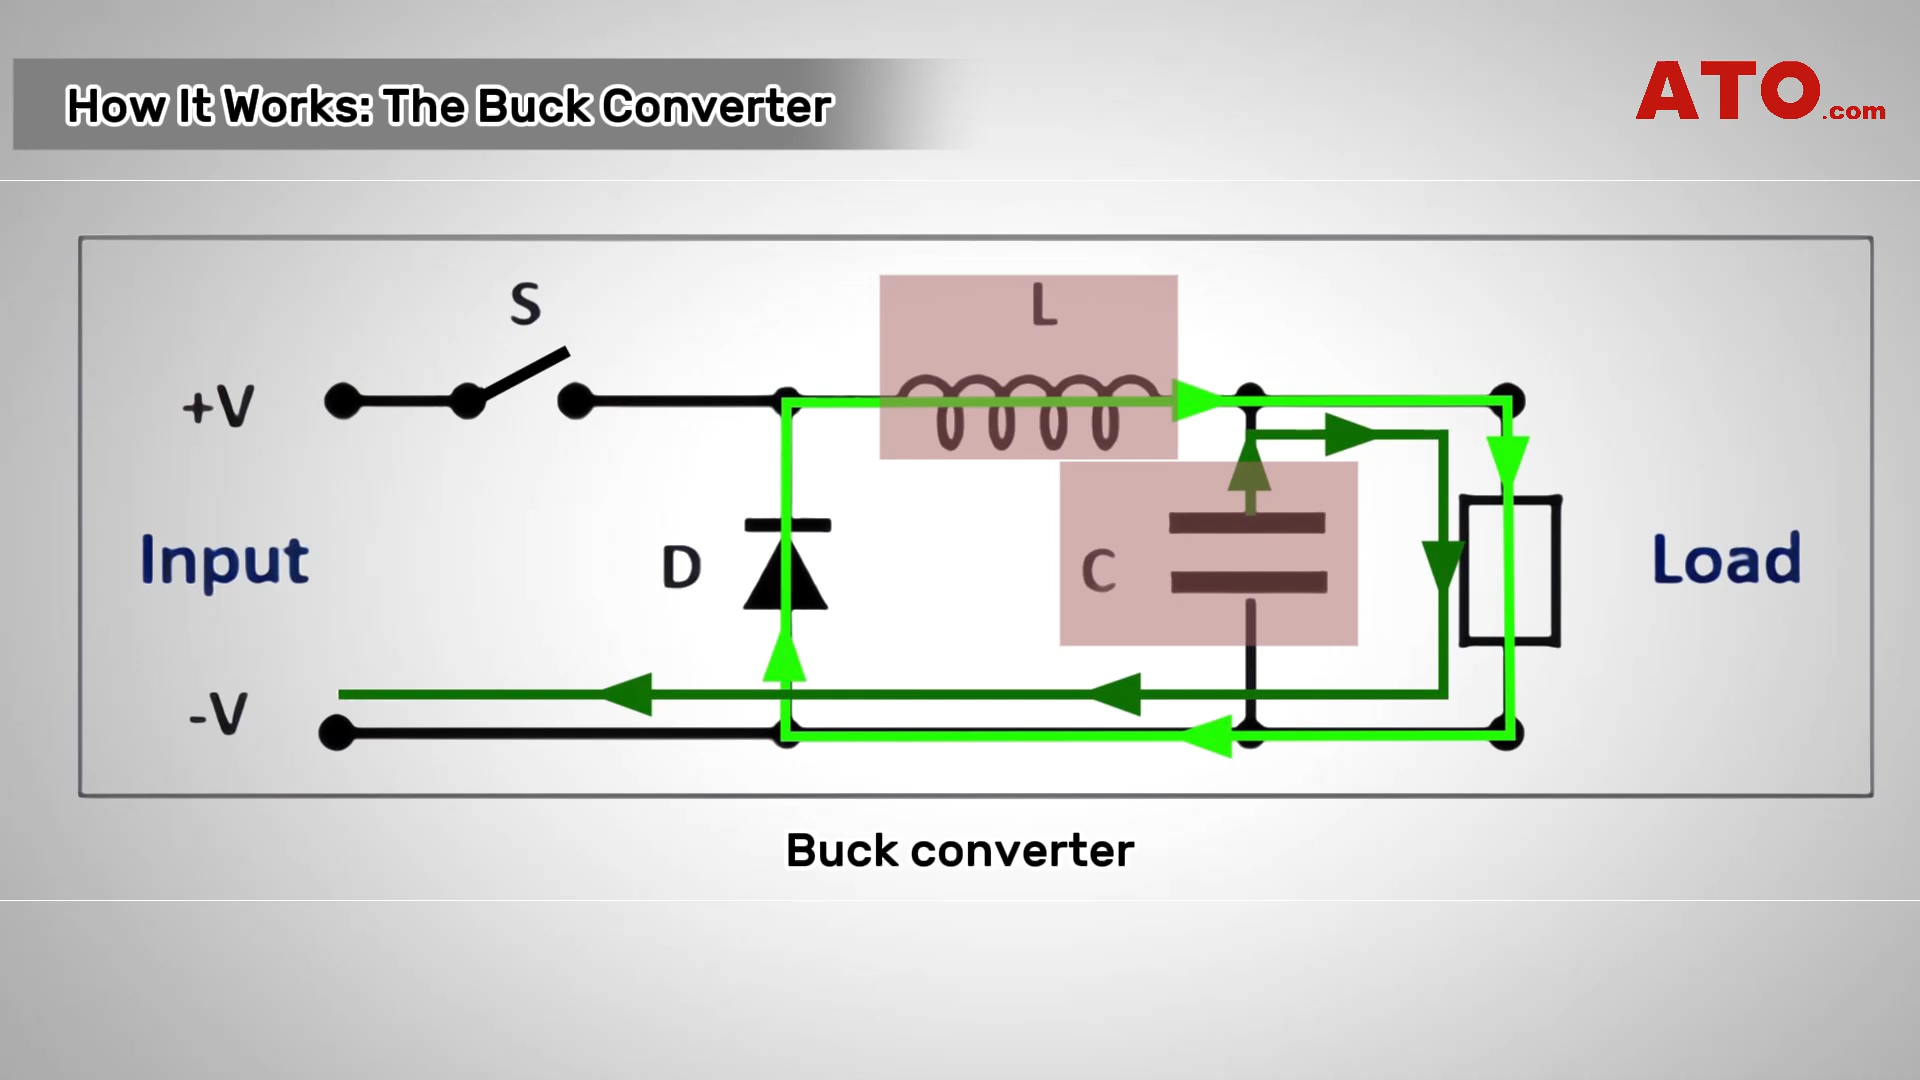 How It Works: The Buck Converter
ATO.com
S
L
+V
Input
D
C
Load
-V
Buck converter